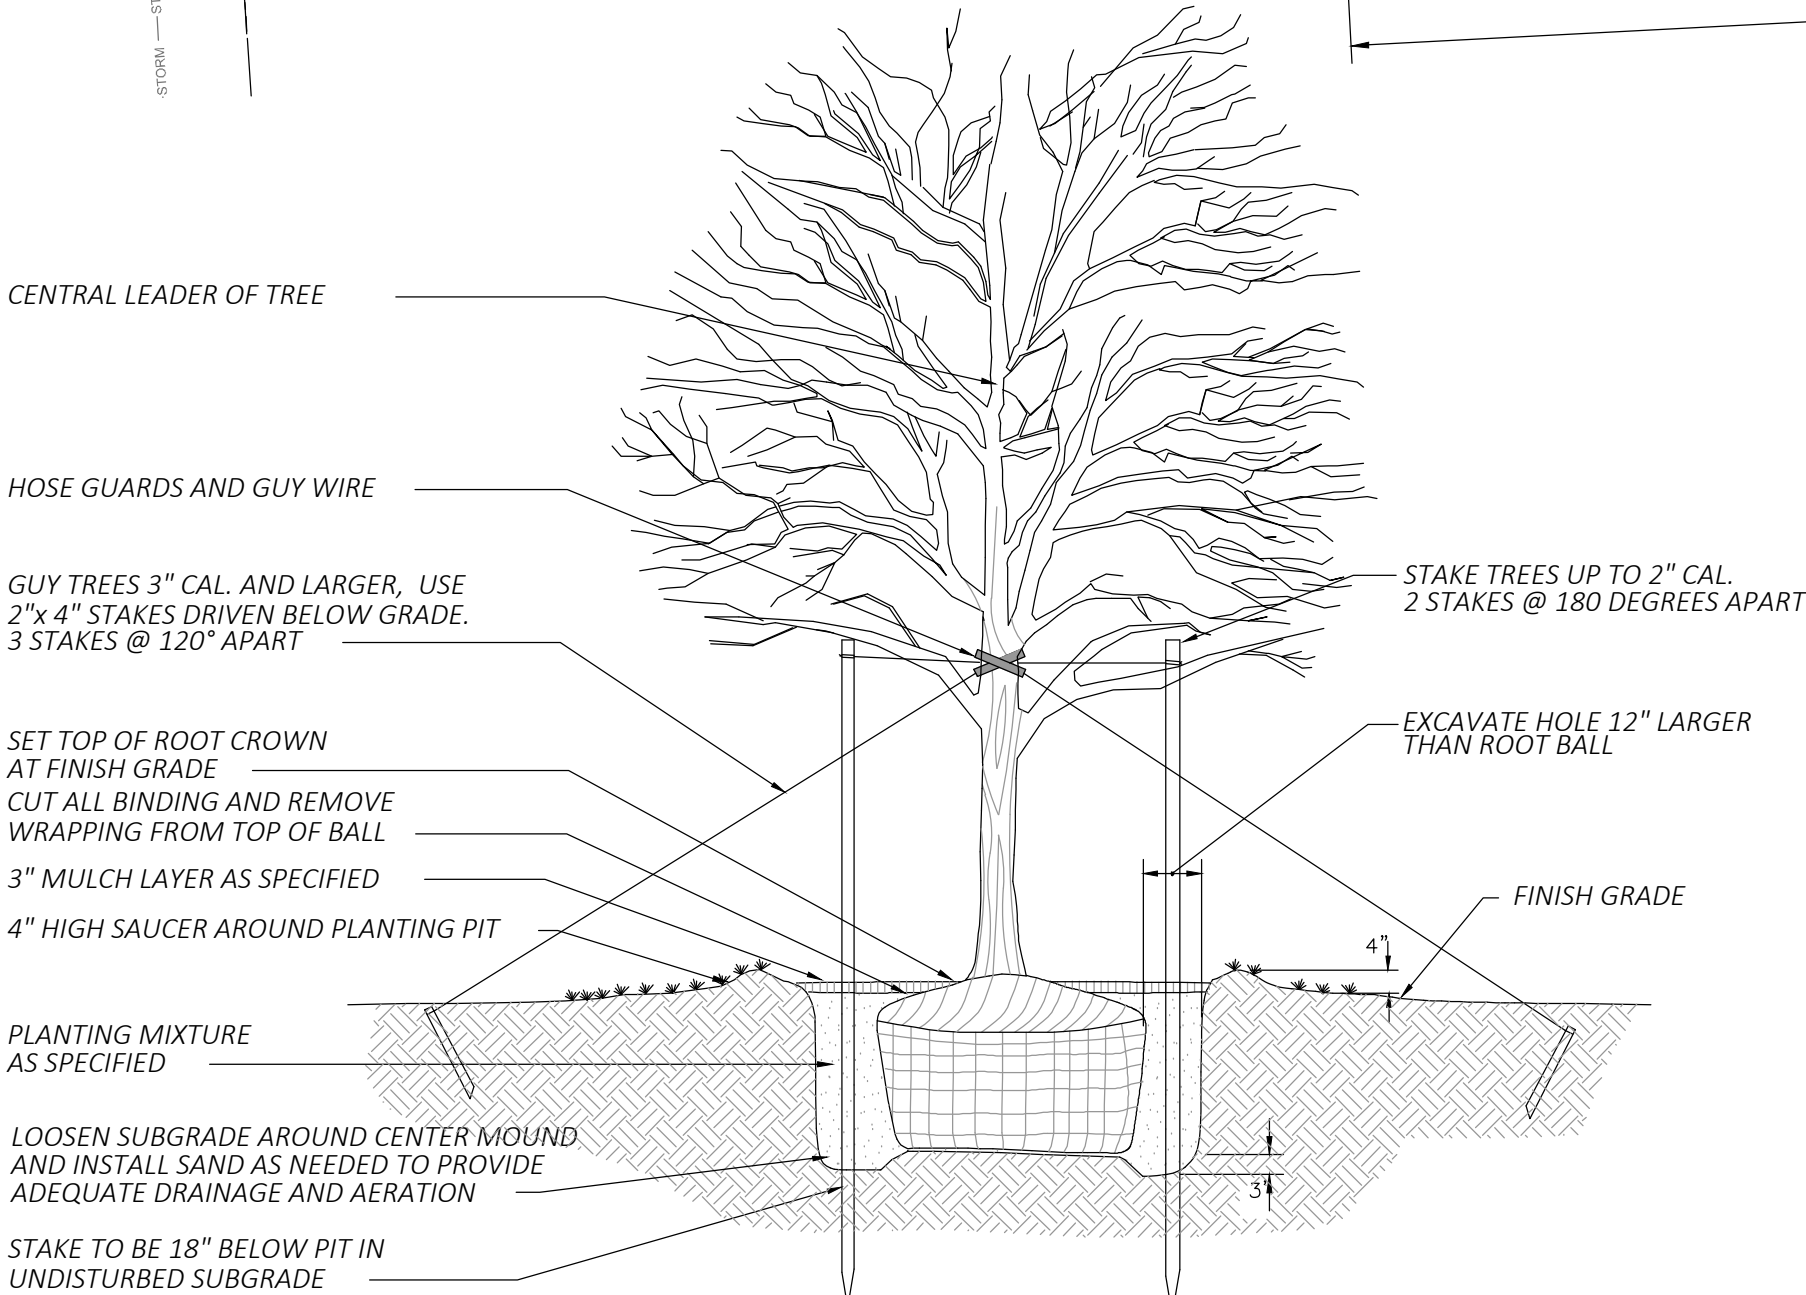 STORM
ST
CENTRAL LEADER OF TREE
HOSE GUARDS AND GUY WIRE
GUY TREES 3" CAL. AND LARGER, USE
2"x 4" STAKES DRIVEN BELOW GRADE.
3 STAKES @ 120° APART
SET TOP OF ROOT CROWN
AT FINISH GRADE
CUT ALL BINDING AND REMOVE
WRAPPING FROM TOP OF BALL
3" MULCH LAYER AS SPECIFIED
4" HIGH SAUCER AROUND PLANTING PIT
PLANTING MIXTURE
AS SPECIFIED
LOOSEN SUBGRADE AROUND CENTER MOUND
AND INSTALL SAND AS NEEDED TO PROVIDE
ADEQUATE DRAINAGE AND AERATION
STAKE TO BE 18" BELOW PIT IN
UNDISTURBED SUBGRADE
STAKE TREES UP TO 2" CAL.
2 STAKES @ 180 DEGREES APART
EXCAVATE HOLE 12" LARGER
THAN ROOT BALL
FINISH GRADE
4"
3"